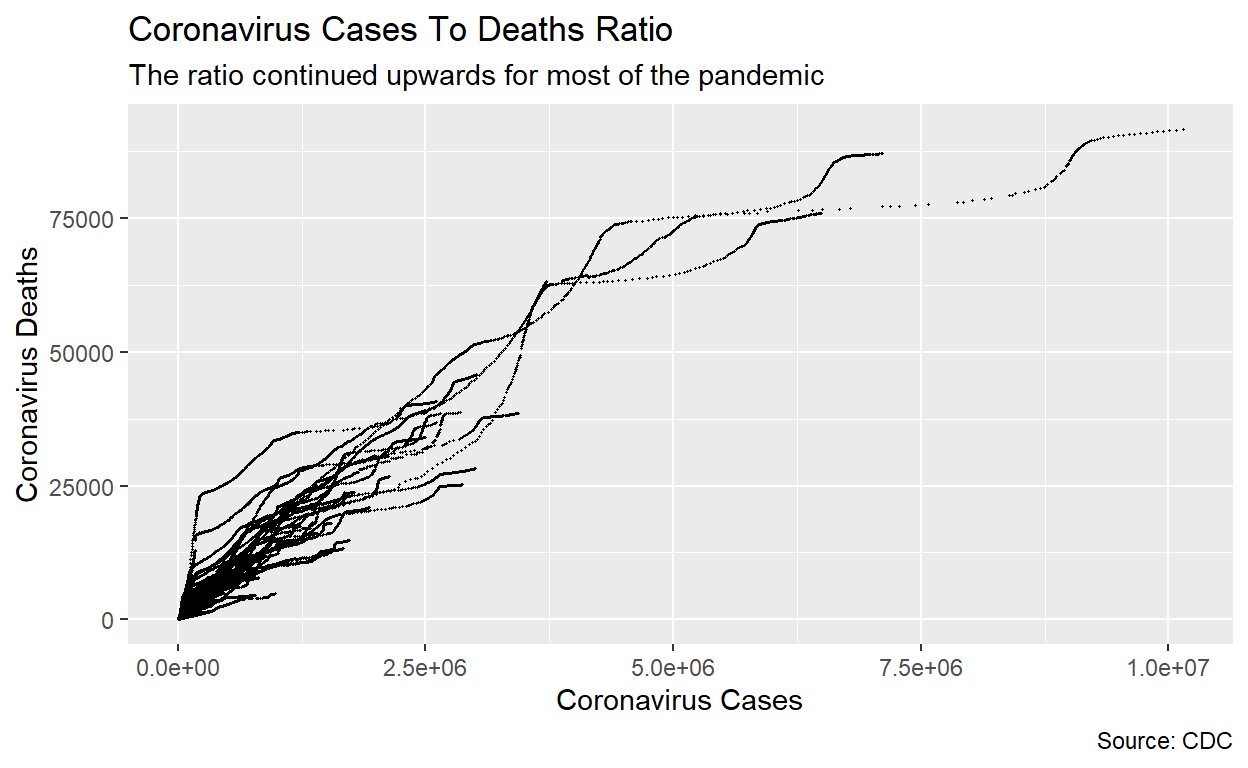 Coronavirus Cases To Deaths Ratio
The ratio continued upwards for most of the pandemic
Coronavirus Deaths
75000
50000
25000
0
0.0e+00 2.5e+06 5.0e+06 7.5e+06 1.0e+07
Coronavirus Cases
Source: CDC